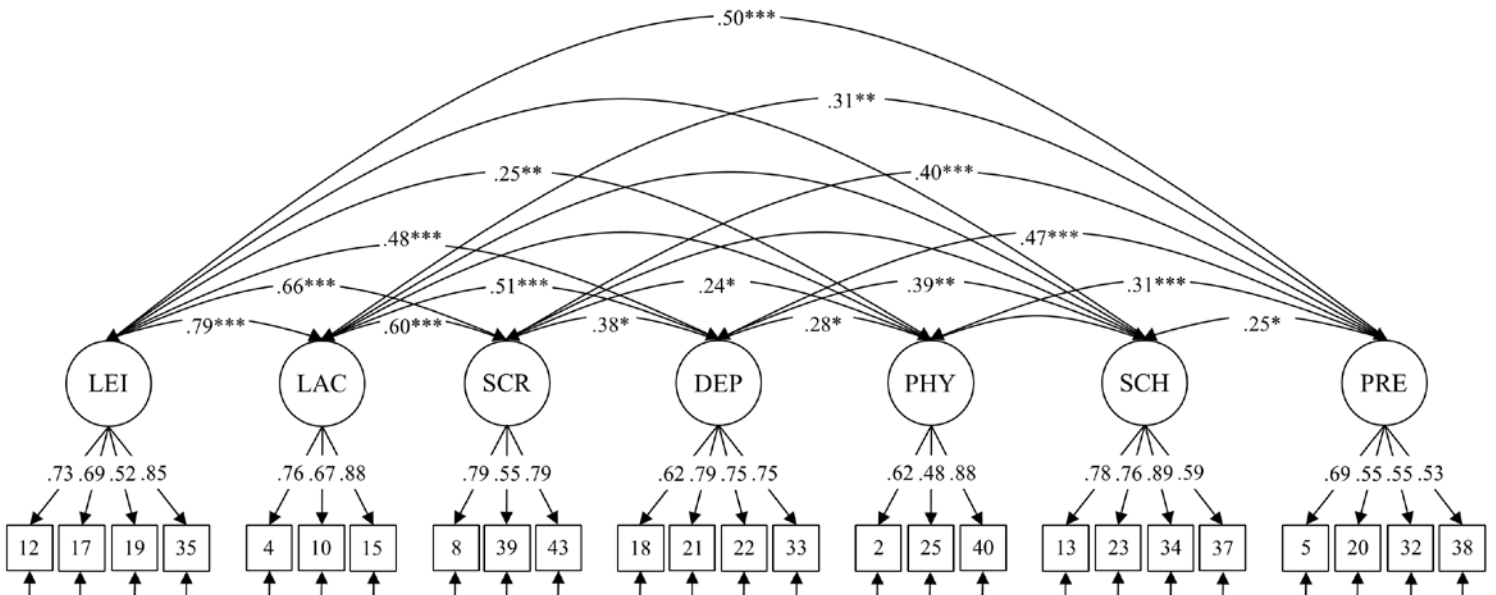 .50***
.31**
.25** .40***
.48*** .47***
.66*** .51*** .24* .39** .31***
.79*** .60*** .38* .28* .25*
LEI LAC SCR DEP PHY SCH PRE
.73 .69 .52 .85 .76 .67 .88 .79 .55 .79 .62 .79 .75 .75 .62 .48 .88 .78 .76 .89 .59 .69 .55 .55 .53
12 17 19 35 4 10 15 8 39 43 18 21 22 33 2 25 40 13 23 34 37 5 20 32 38